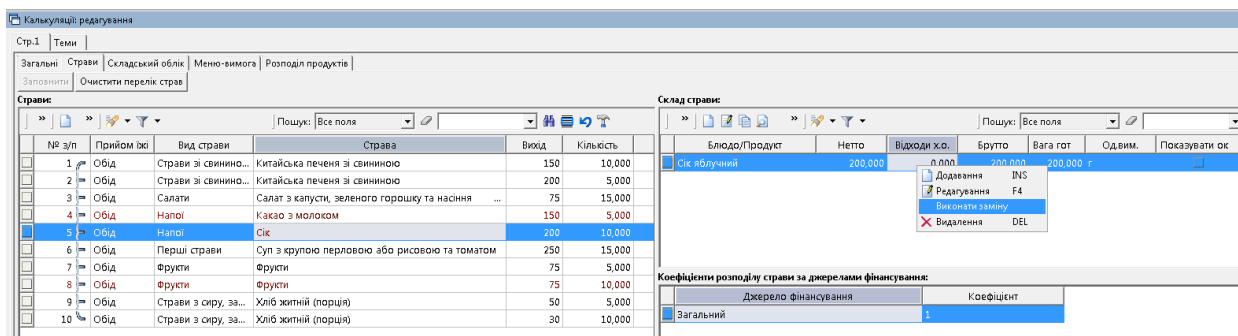 Калькуляції: редагування
Стр.1 Теми
Загальні Страви Складський облік Меню-вимога Розподіл продуктів
Заповнити Очистити перелік страв
Страви: Склад страви:
» » Пошук: Все поля » » Пошук: Все поля
№ з/п Прийом їжі Вид страви Страва Вихід Кількість
1 Обід Страви зі свинино... Китайська печеня зі свининою 150 10,000
2 Обід Страви зі свинино... Китайська печеня зі свининою 200 5,000
3 Обід Салати Салат з капусти, зеленого горошку та насіння ... 75 15,000
4 Обід Напої Какао з молоком 150 5,000
5 Обід Напої Сік 200 10,000
6 Обід Перші страви Суп з крупою перловою або рисовою та томатом 250 15,000
7 Обід Фрукти Фрукти 75 5,000
8 Обід Фрукти Фрукти 75 10,000
9 Обід Страви з сиру, за... Хліб житній (порція) 50 5,000
10 Обід Страви з сиру, за... Хліб житній (порція) 30 10,000
Блюдо/Продукт Нетто Відходи х.о. Брутто Вага гот Од.вим. Показувати ок
Сік яблучний 200,000 0,000 200,000 200,000 г
Додавання INS
Редагування F4
Виконати заміну
Видалення DEL
Коефіцієнти розподілу страви за джерелами фінансування:
Джерело фінансування Коефіцієнт
Загальний 1